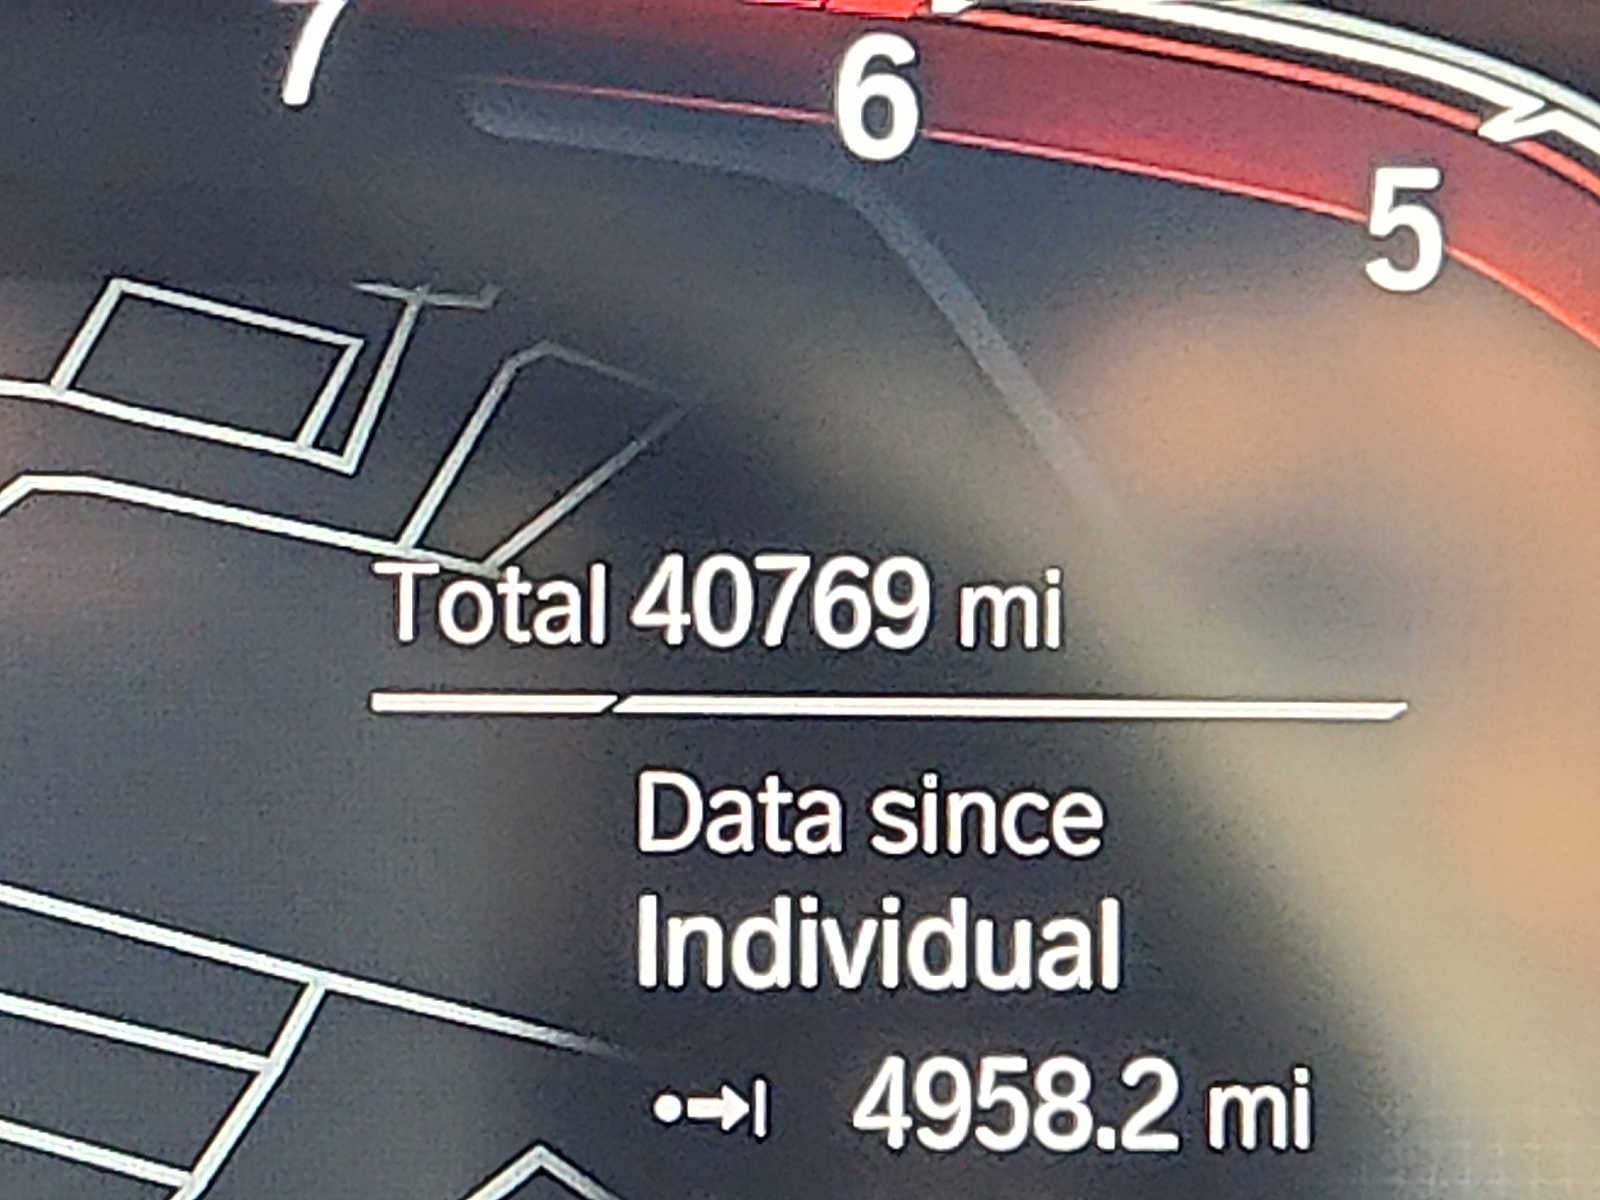 7
6
5
Total 40769 mi
Data since
Individual
4958.2 mi